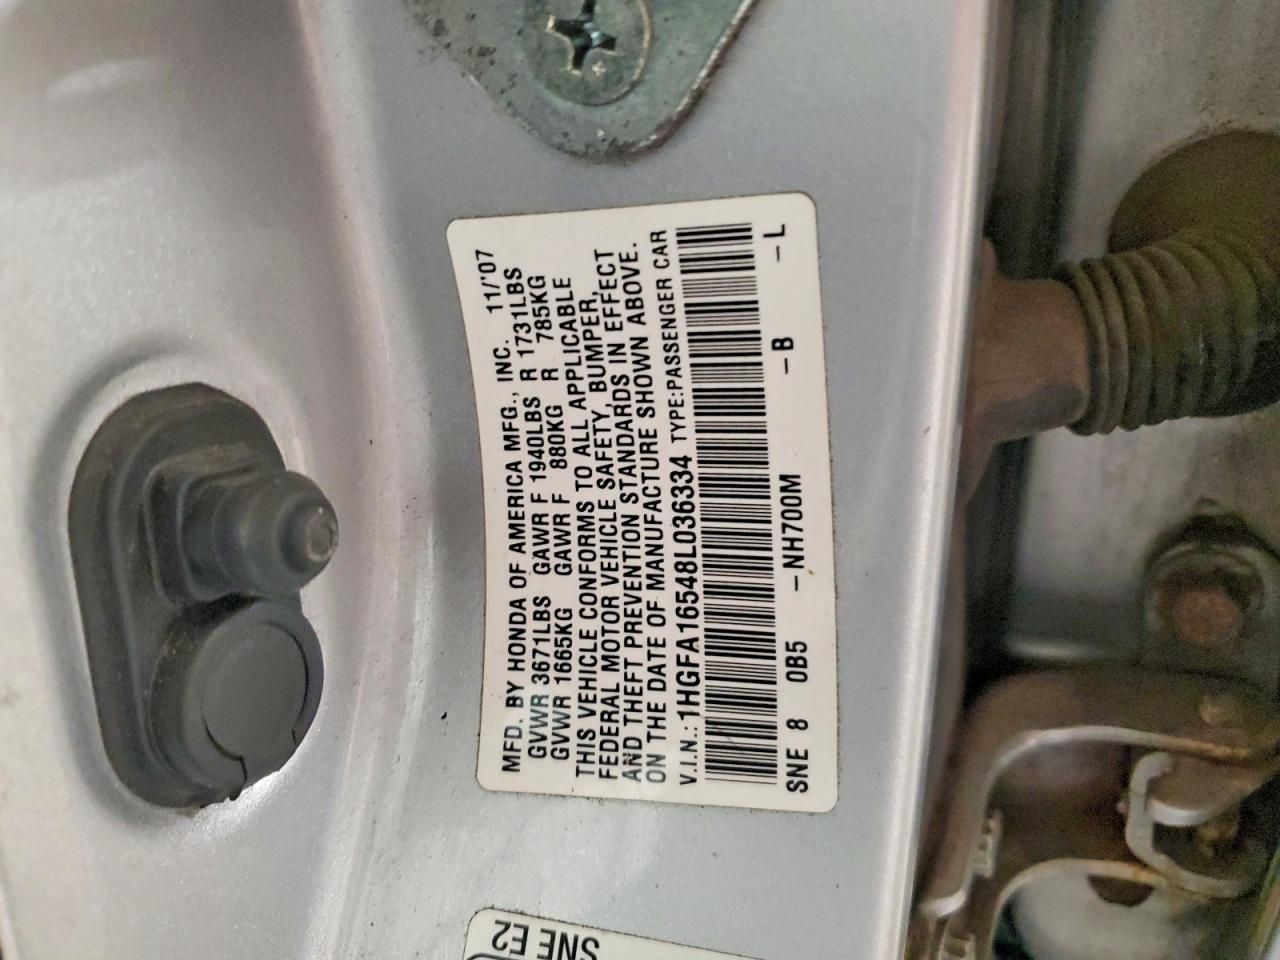 MFD. BY HONDA OF AMERICA MFG., INC. 11/'07
GVWR 3671LBS GAWR F 1940LBS R 1731LBS
GVWR 1665KG GAWR F 880KG R 785KG
THIS VEHICLE CONFORMS TO ALL APPLICABLE
FEDERAL MOTOR VEHICLE SAFETY, BUMPER,
AND THEFT PREVENTION STANDARDS IN EFFECT
ON THE DATE OF MANUFACTURE SHOWN ABOVE.
V.I.N.: 1HGFA16548L036334 TYPE:PASSENGER CAR
SNE 8 0B5 -NH700M -B -L
SNE E2